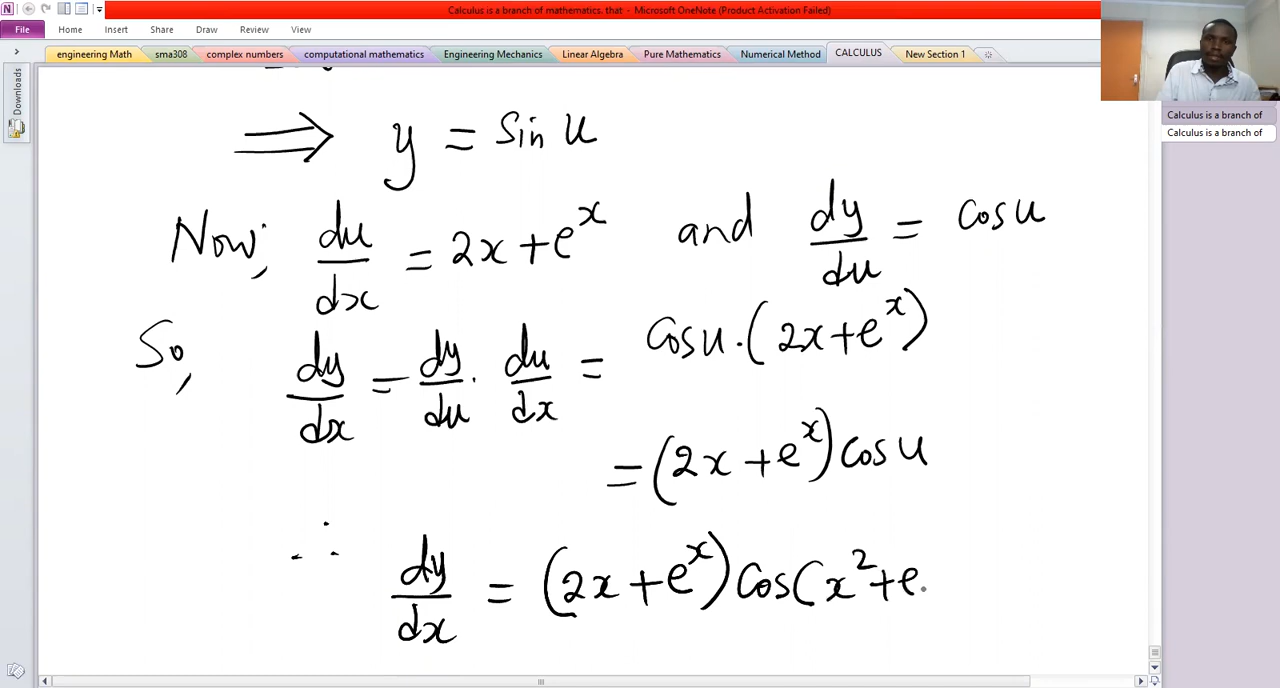 Calculus is a branch of mathematics. that - Microsoft OneNote (Product Activation Failed)
File Home Insert Share Draw Review View
engineering Math sma308 complex numbers computational mathematics Engineering Mechanics Linear Algebra Pure Mathematics Numerical Method CALCULUS New Section 1
Downloads
Calculus is a branch of
Calculus is a branch of
⟹ y = Sin u
Now; du/dx = 2x + e^x and dy/du = cos u
So, dy/dx = dy/du · du/dx = Cos u · (2x + e^x)
= (2x + e^x) Cos u
∴ dy/dx = (2x + e^x) Cos(x² + e